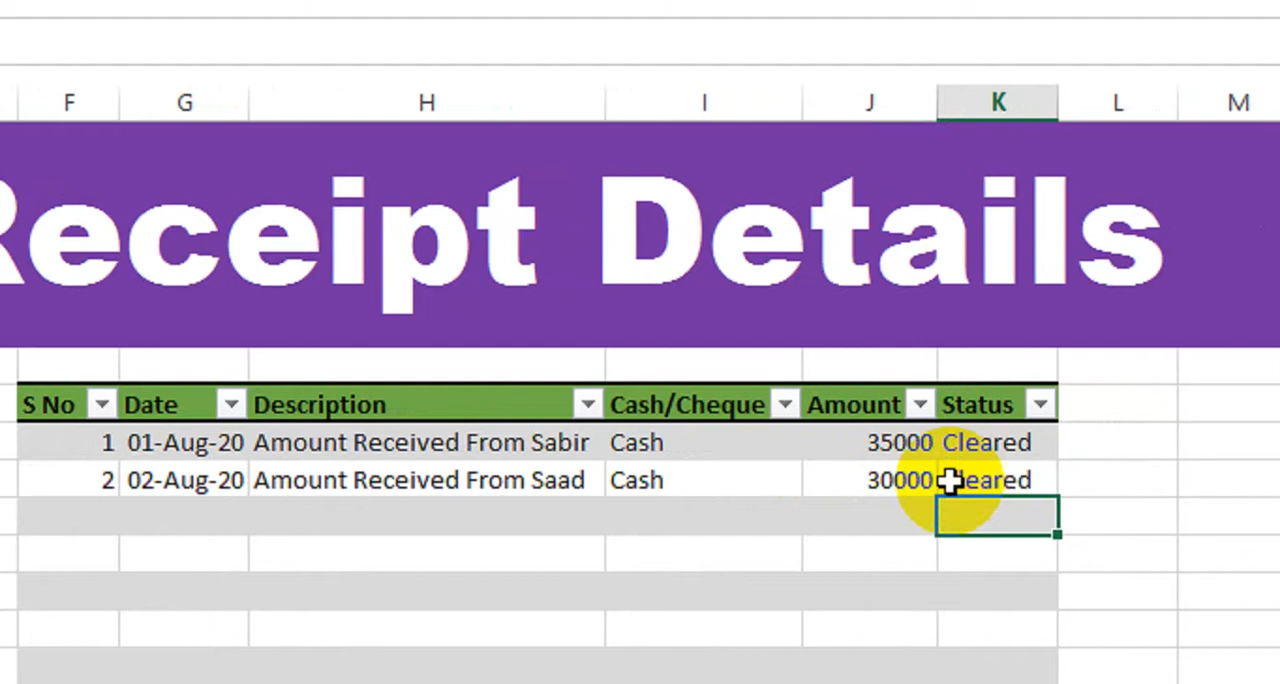 F G H I J K L M
Receipt Details
S No Date Description Cash/Cheque Amount Status
1 01-Aug-20 Amount Received From Sabir Cash 35000 Cleared
2 02-Aug-20 Amount Received From Saad Cash 30000 Cleared